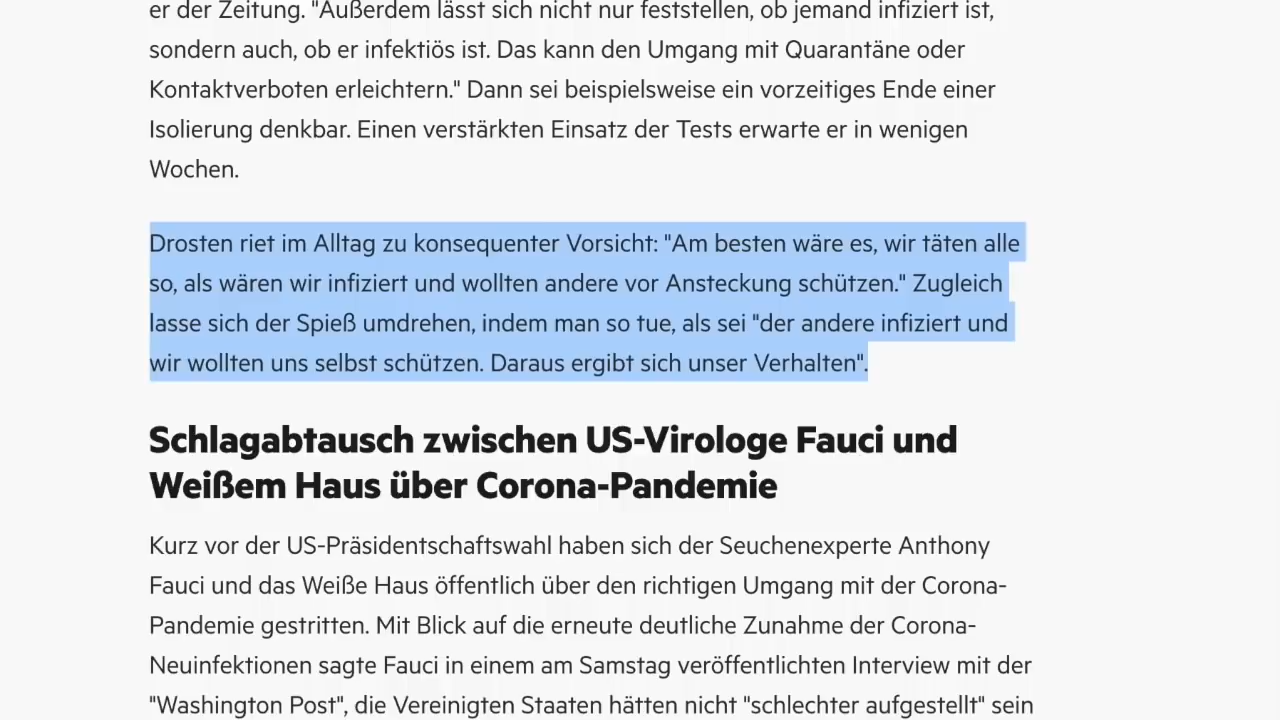 er der Zeitung. "Außerdem lässt sich nicht nur feststellen, ob jemand infiziert ist,
sondern auch, ob er infektiös ist. Das kann den Umgang mit Quarantäne oder
Kontaktverboten erleichtern." Dann sei beispielsweise ein vorzeitiges Ende einer
Isolierung denkbar. Einen verstärkten Einsatz der Tests erwarte er in wenigen
Wochen.
Drosten riet im Alltag zu konsequenter Vorsicht: "Am besten wäre es, wir täten alle
so, als wären wir infiziert und wollten andere vor Ansteckung schützen." Zugleich
lasse sich der Spieß umdrehen, indem man so tue, als sei "der andere infiziert und
wir wollten uns selbst schützen. Daraus ergibt sich unser Verhalten".
Schlagabtausch zwischen US-Virologe Fauci und
Weißem Haus über Corona-Pandemie
Kurz vor der US-Präsidentschaftswahl haben sich der Seuchenexperte Anthony
Fauci und das Weiße Haus öffentlich über den richtigen Umgang mit der Corona-
Pandemie gestritten. Mit Blick auf die erneute deutliche Zunahme der Corona-
Neuinfektionen sagte Fauci in einem am Samstag veröffentlichten Interview mit der
"Washington Post", die Vereinigten Staaten hätten nicht "schlechter aufgestellt" sein